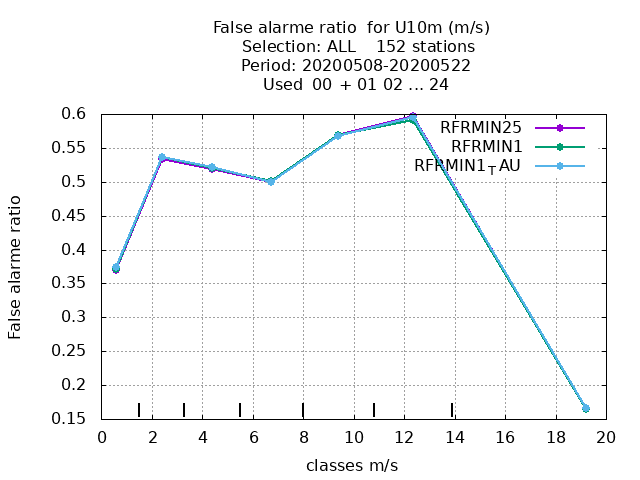 False alarme ratio  for U10m (m/s)
Selection: ALL    152 stations
Period: 20200508-20200522
Used  00 + 01 02 ... 24
0.6
0.55
0.5
0.45
0.4
0.35
0.3
0.25
0.2
0.15
False alarme ratio
RFRMIN25
RFRMIN1
RFRMIN1TAU
0 2 4 6 8 10 12 14 16 18 20
classes m/s